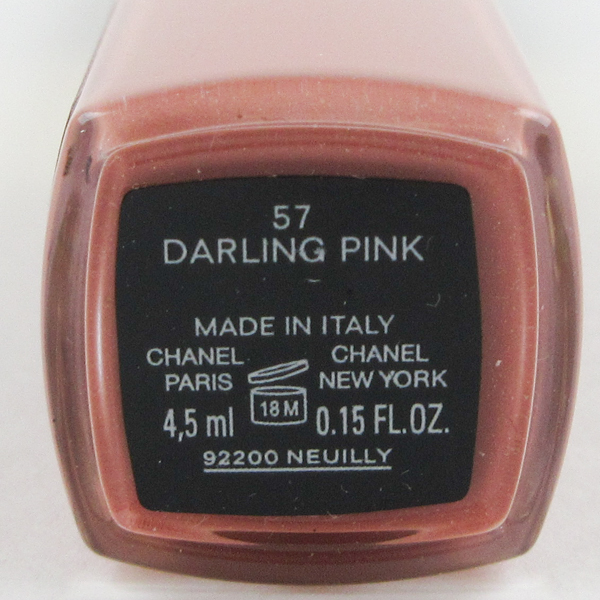 57
DARLING PINK
MADE IN ITALY
CHANEL PARIS
CHANEL NEW YORK
18M
4,5 ml 0.15 FL.OZ.
92200 NEUILLY